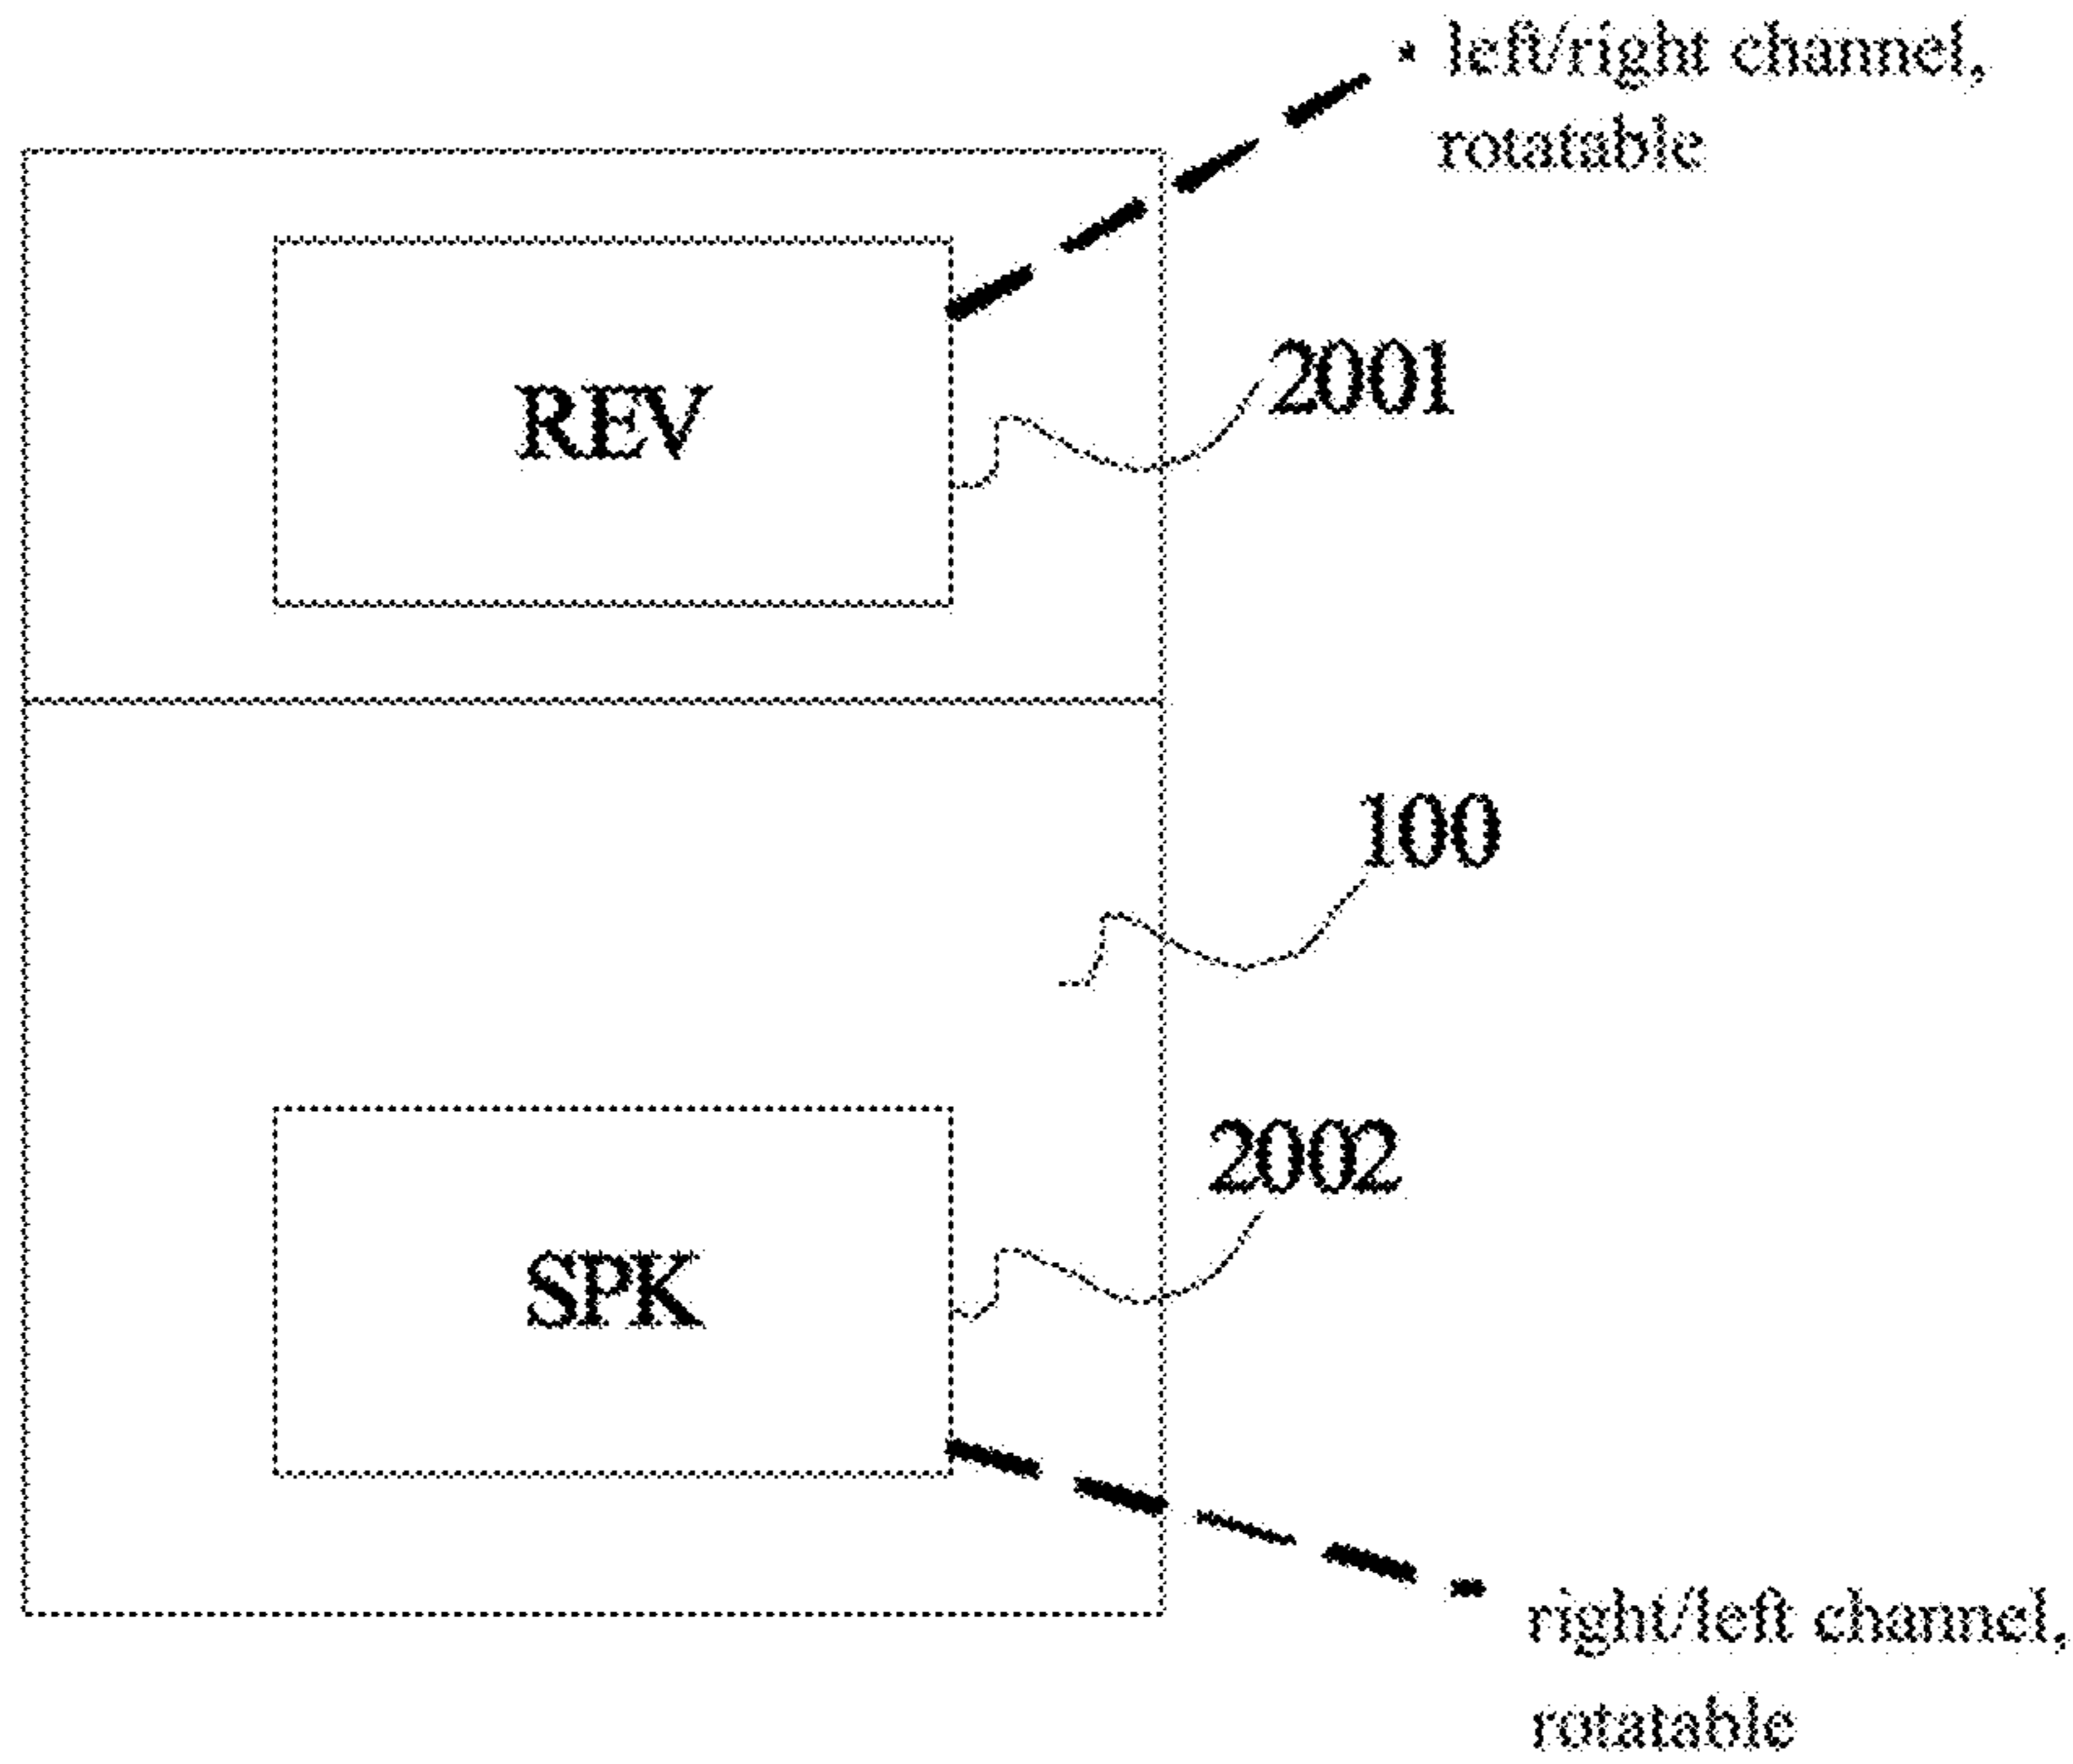 left/right channel,
rotatable
REV
2001
100
2002
SPK
right/left channel,
rotatable